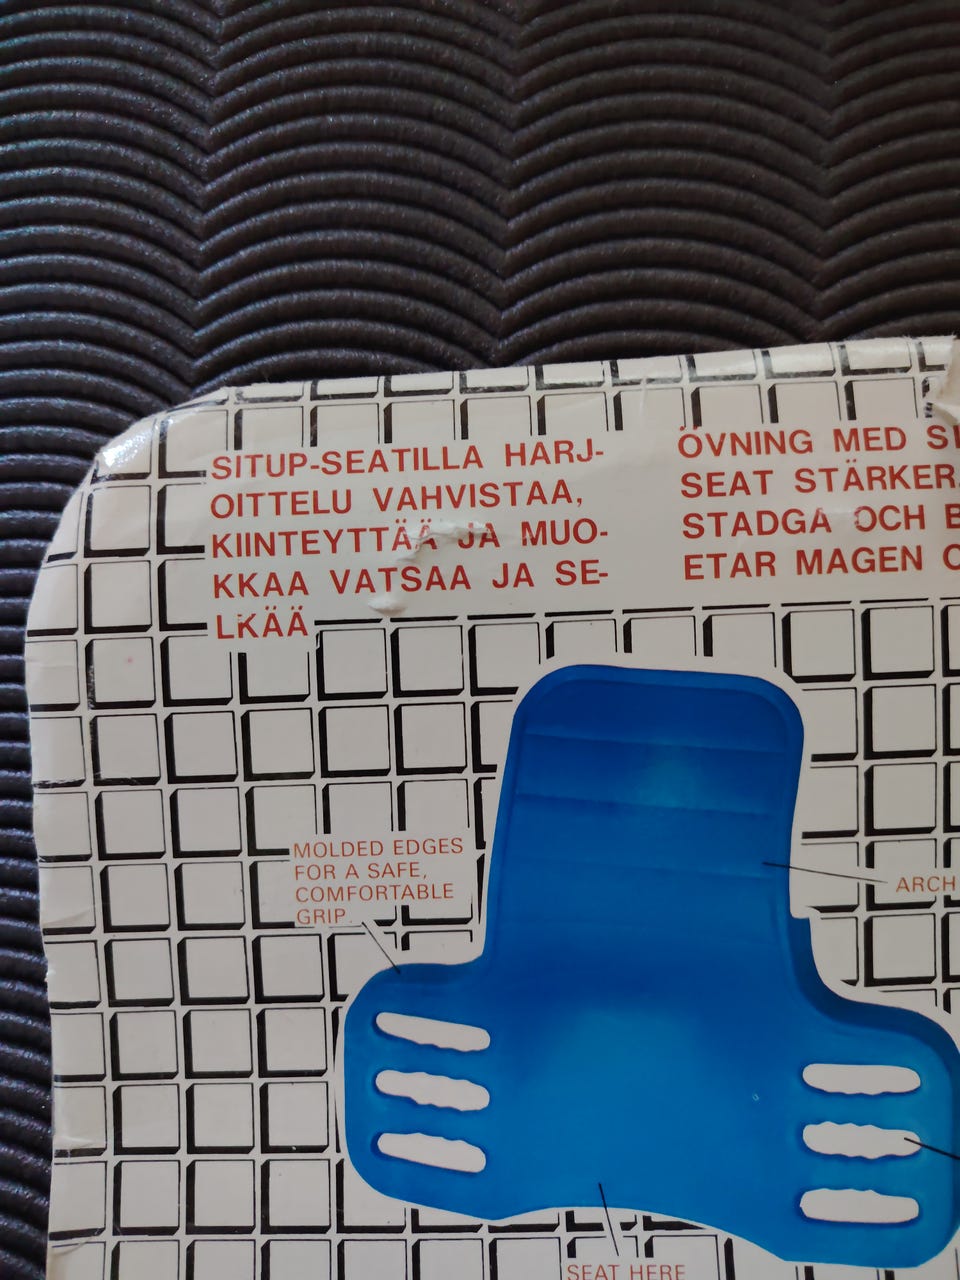 SITUP-SEATILLA HARJ-
OITTELU VAHVISTAA,
KIINTEYTTÄÄ JA MUO-
KKAA VATSAA JA SE-
LKÄÄ
ÖVNING MED
SEAT STÄRKER,
STADGA OCH
ETAR MAGEN
MOLDED EDGES
FOR A SAFE,
COMFORTABLE
GRIP
ARCH
SEAT HERE